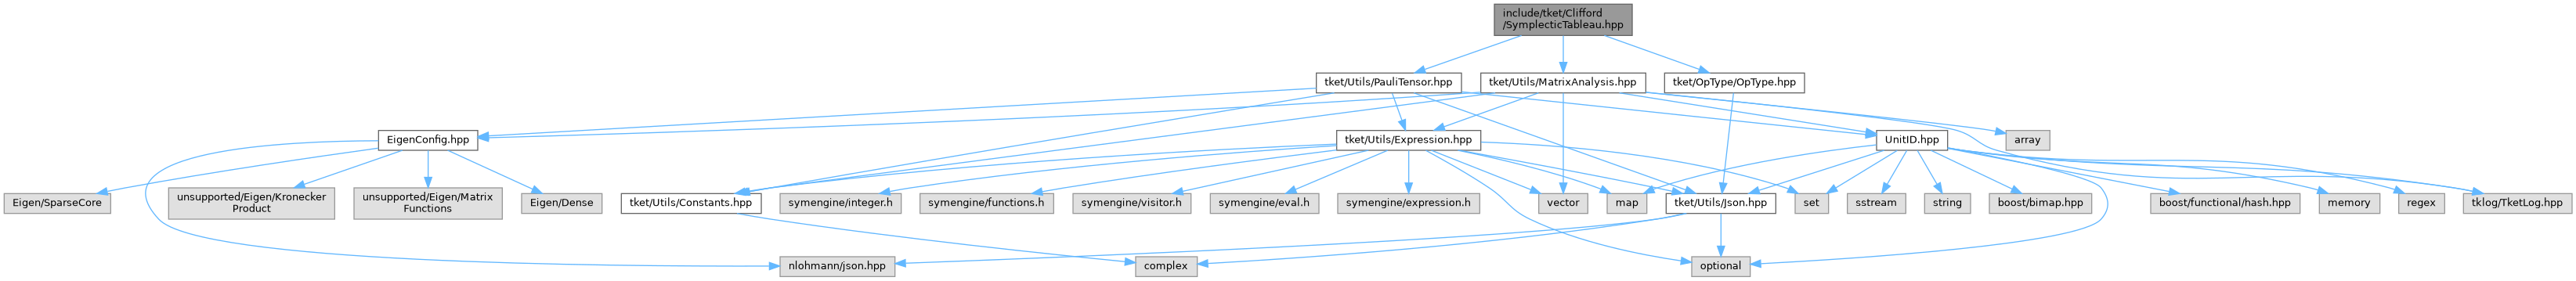 include/tket/Clifford
/SymplecticTableau.hpp
tket/Utils/PauliTensor.hpp
tket/Utils/MatrixAnalysis.hpp
tket/OpType/OpType.hpp
EigenConfig.hpp
tket/Utils/Expression.hpp
UnitID.hpp
array
Eigen/SparseCore
unsupported/Eigen/Kronecker
Product
unsupported/Eigen/Matrix
Functions
Eigen/Dense
tket/Utils/Constants.hpp
symengine/integer.h
symengine/functions.h
symengine/visitor.h
symengine/eval.h
symengine/expression.h
vector
map
tket/Utils/Json.hpp
set
sstream
string
boost/bimap.hpp
boost/functional/hash.hpp
memory
regex
tklog/TketLog.hpp
nlohmann/json.hpp
complex
optional